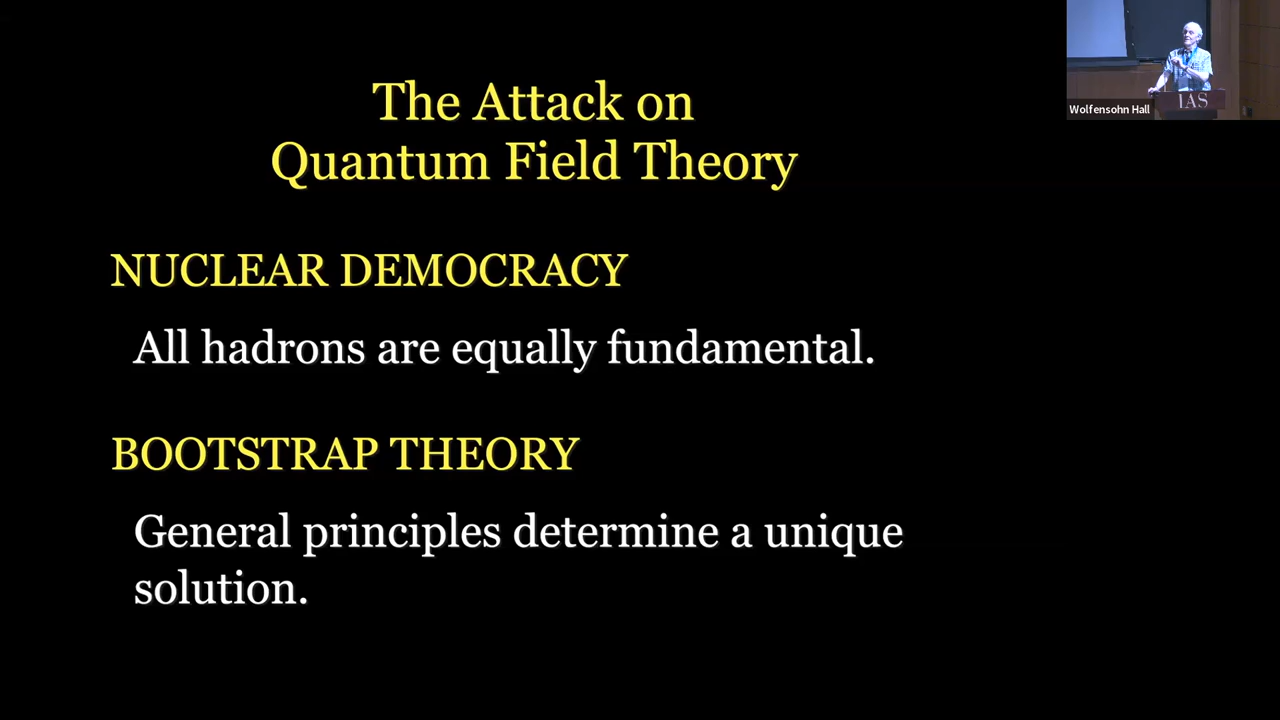 The Attack on
Quantum Field Theory
NUCLEAR DEMOCRACY
All hadrons are equally fundamental.
BOOTSTRAP THEORY
General principles determine a unique
solution.
IAS
Wolfensohn Hall